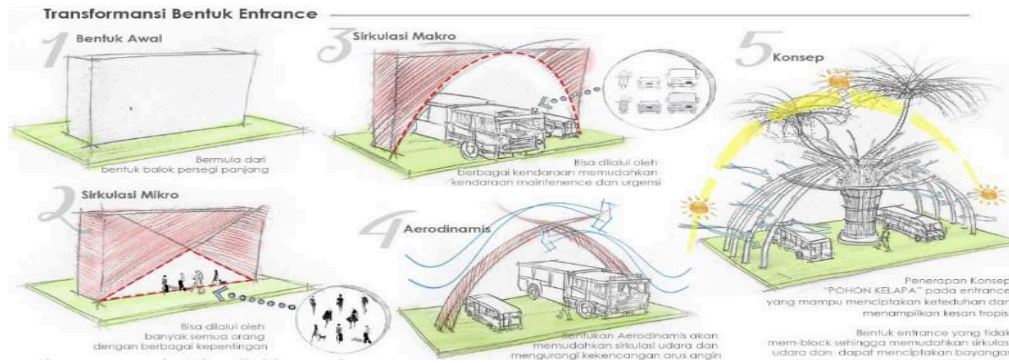 Transformansi Bentuk Entrance
1
Bentuk Awal
Bermula dari
bentuk balok persegi panjang
2
Sirkulasi Mikro
Bisa dilalui oleh
banyak semua orang
dengan berbagai kepentingan
3
Sirkulasi Makro
Bisa dilalui oleh
berbagai kendaraan memudahkan
kendaraan maintenence dan urgensi
4
Aerodinamis
Bentukan Aerodinamis akan
memudahkan sirkulasi udara dan
mengurangi kekencangan arus angin
5
Konsep
Penerapan Konsep
"POHON KELAPA" pada entrance
yang mampu menciptakan keteduhan dan
menampilkan kesan tropis
Bentuk entrance yang tidak
mem-block sehingga memudahkan sirkulasi
udara dan dapat menciptakan bayangan